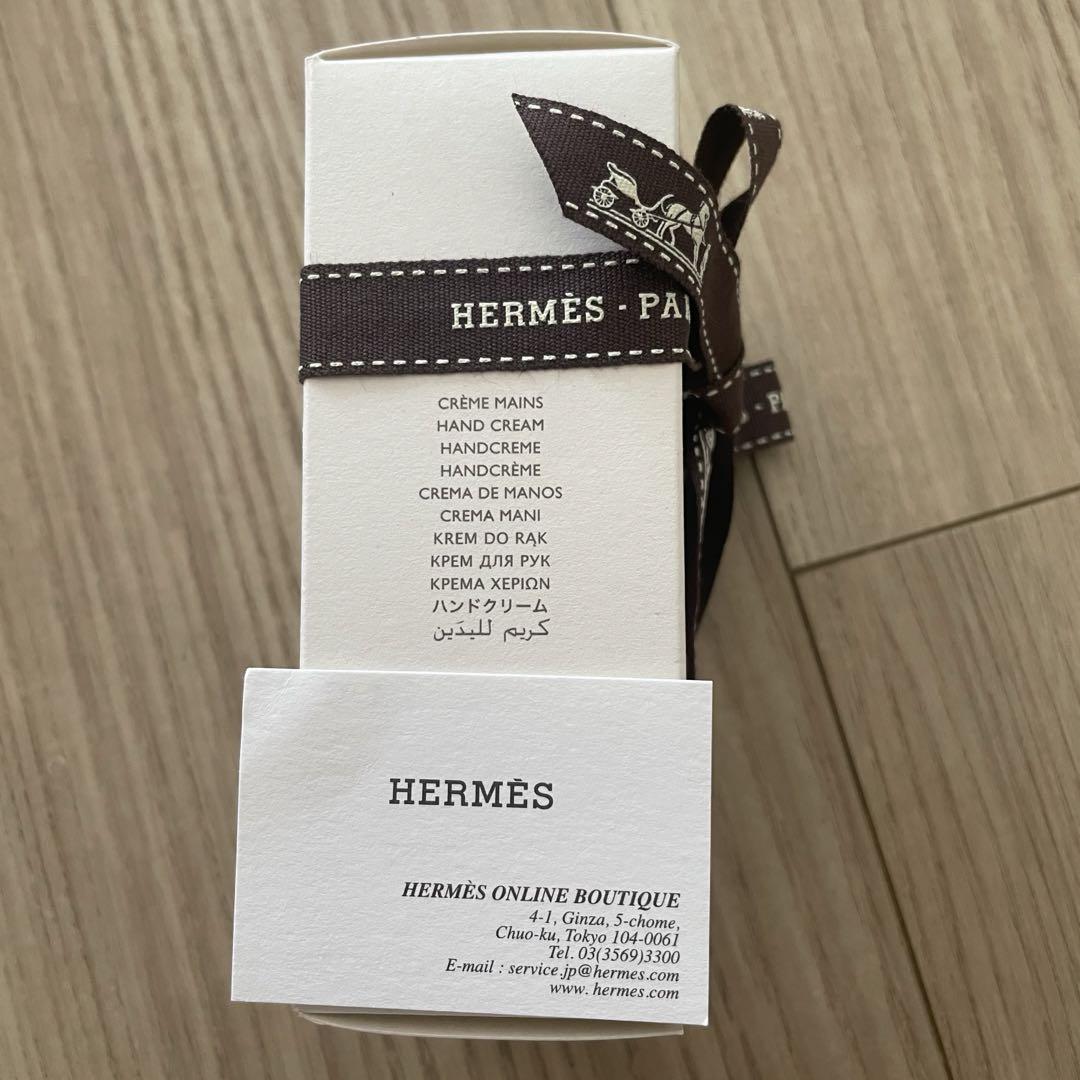 HERMÈS - PA
CRÈME MAINS
HAND CREAM
HANDCREME
HANDCRÈME
CREMA DE MANOS
CREMA MANI
KREM DO RĄK
КРЕМ ДЛЯ РУК
ΚΡΕΜΑ ΧΕΡΙΩΝ
ハンドクリーム
كريم لليدَين
HERMÈS
HERMÈS ONLINE BOUTIQUE
4-1, Ginza, 5-chome,
Chuo-ku, Tokyo 104-0061
Tel. 03(3569)3300
E-mail : service.jp@hermes.com
www. hermes.com